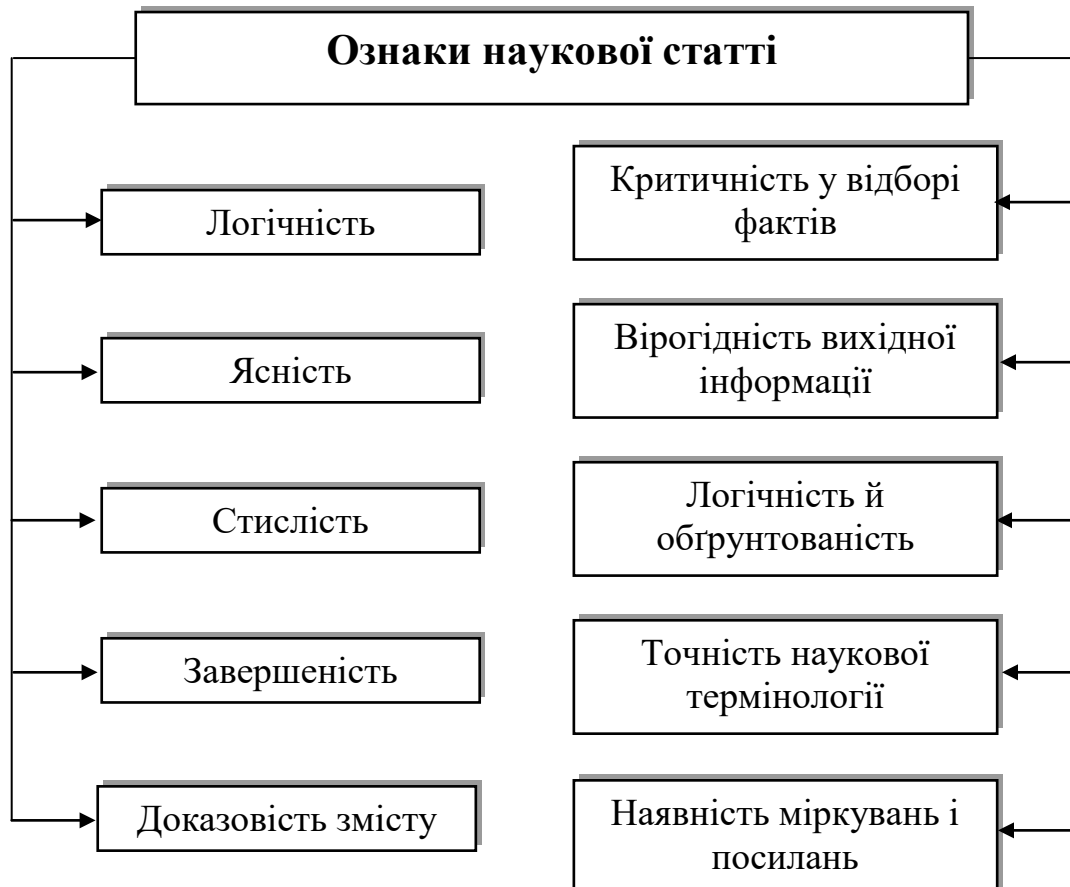 Ознаки наукової статті
Логічність
Ясність
Стислість
Завершеність
Доказовість змісту
Критичність у відборі
фактів
Вірогідність вихідної
інформації
Логічність й
обґрунтованість
Точність наукової
термінології
Наявність міркувань і
посилань